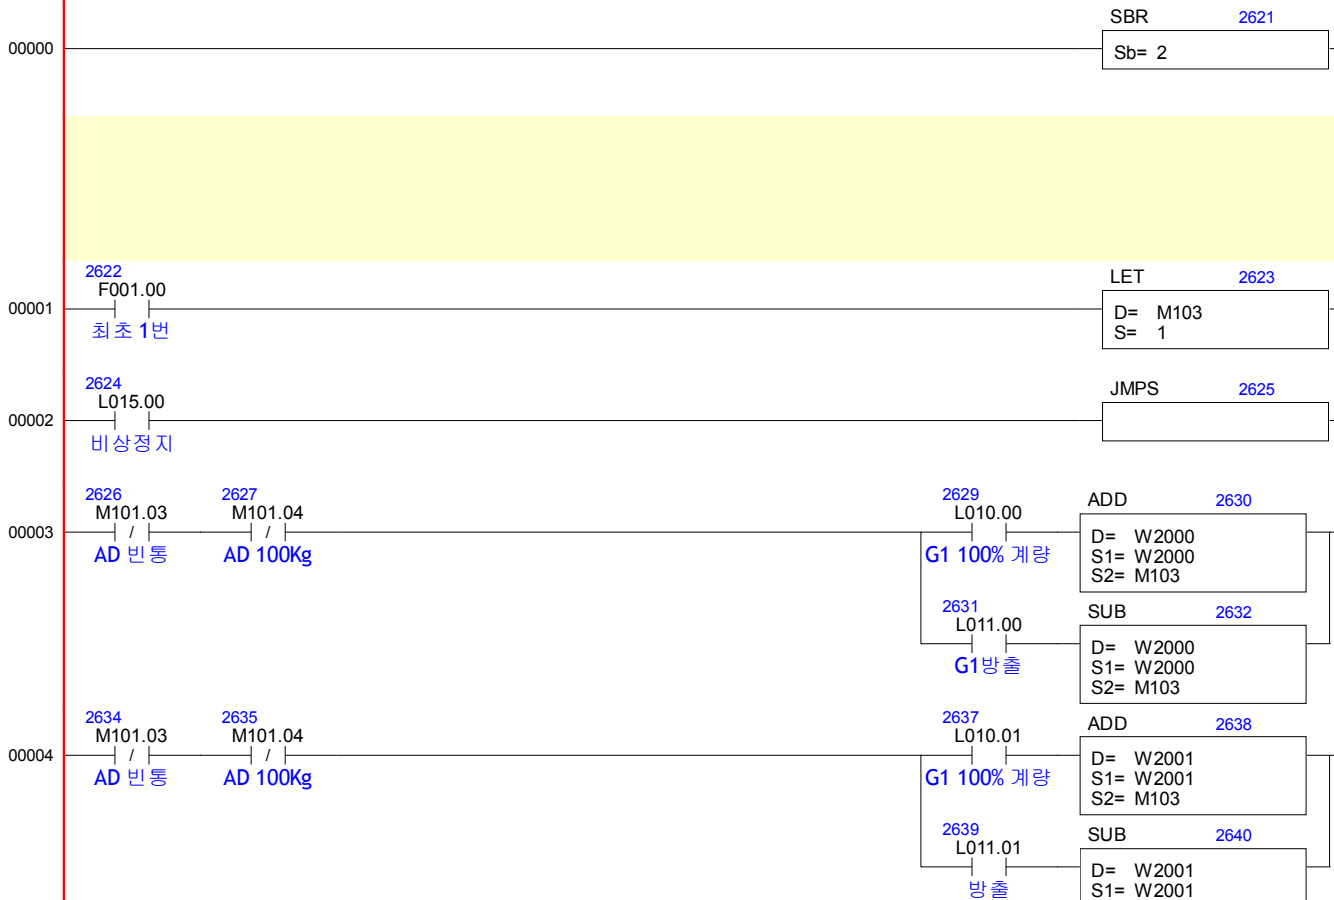 SBR 2621
00000
Sb= 2
2622
F001.00
LET 2623
00001
D= M103
S= 1
최초 1번
2624
L015.00
JMPS 2625
00002
비상정지
2626 2627 2629
M101.03 M101.04 L010.00
ADD 2630
00003
/ /
D= W2000
S1= W2000
S2= M103
AD 빈통 AD 100Kg G1 100% 계량
2631
L011.00
SUB 2632
D= W2000
S1= W2000
S2= M103
G1방출
2634 2635 2637
M101.03 M101.04 L010.01
ADD 2638
00004
/ /
D= W2001
S1= W2001
S2= M103
AD 빈통 AD 100Kg G1 100% 계량
2639
L011.01
SUB 2640
D= W2001
S1= W2001
방출